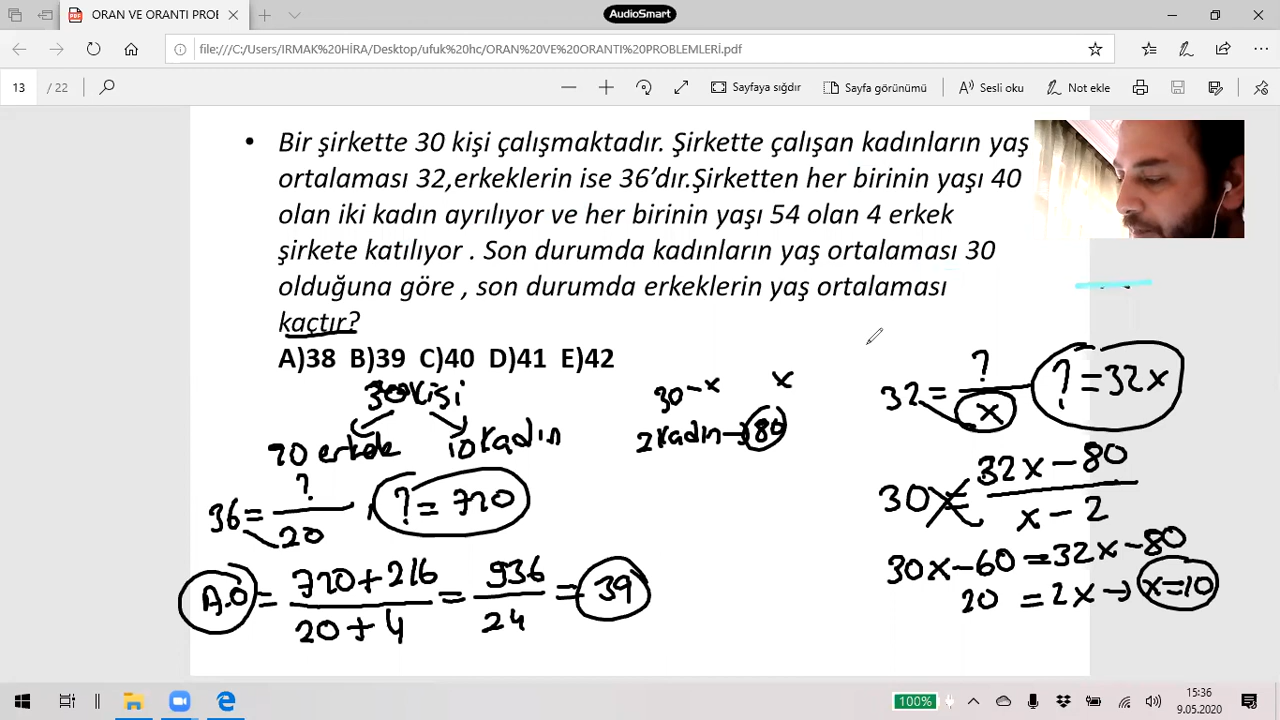 ORAN VE ORANTI PROB
AudioSmart
file:///C:/Users/IRMAK%20HİRA/Desktop/ufuk%20hc/ORAN%20VE%20ORANTI%20PROBLEMLERİ.pdf
13 / 22
Sayfaya sığdır
Sayfa görünümü
Sesli oku
Not ekle
• Bir şirkette 30 kişi çalışmaktadır. Şirkette çalışan kadınların yaş
ortalaması 32,erkeklerin ise 36’dır.Şirketten her birinin yaşı 40
olan iki kadın ayrılıyor ve her birinin yaşı 54 olan 4 erkek
şirkete katılıyor . Son durumda kadınların yaş ortalaması 30
olduğuna göre , son durumda erkeklerin yaş ortalaması
kaçtır?
A)38 B)39 C)40 D)41 E)42
30 kişi
20 erkek 10 kadın
36 = ?/20 , ? = 720
A.O = 720+216 / 20+4 = 936/24 = 39
30-x x
2 kadın → 80
32 = ?/x ? = 32x
30 = 32x-80 / x-2
30x-60 = 32x-80
20 = 2x → x=10
100%
15:36
9.05.2020